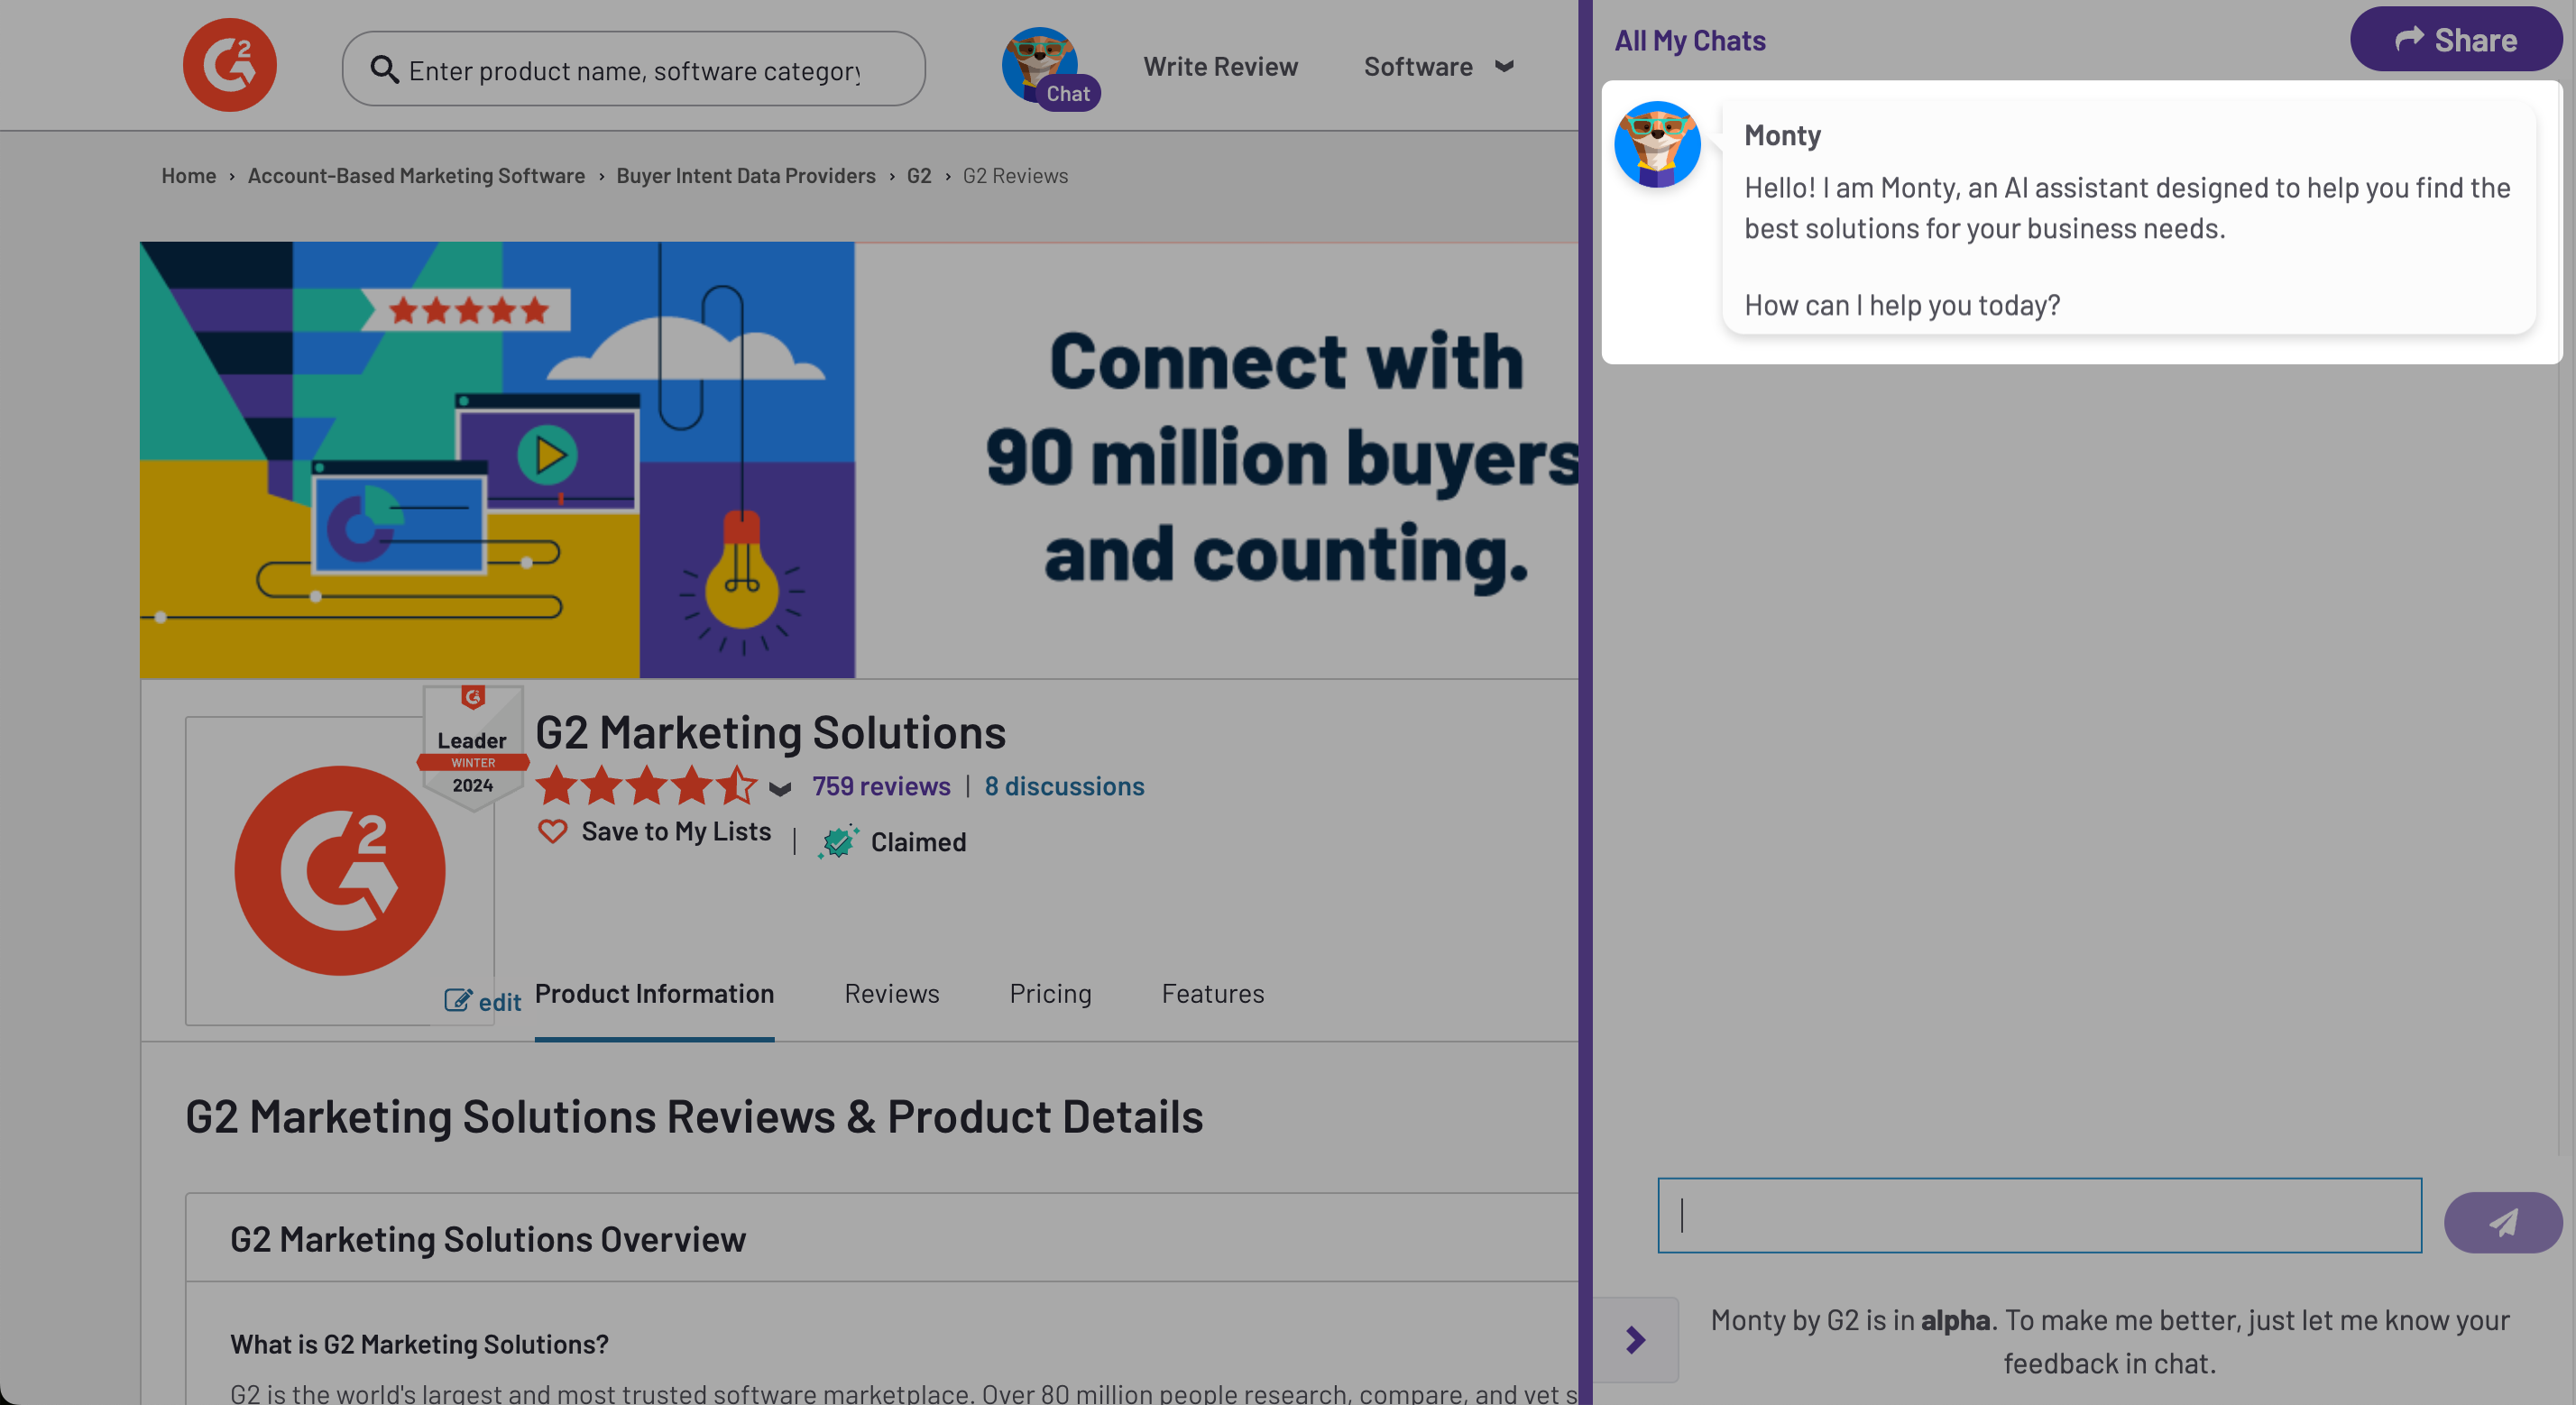 G2
Enter product name, software category
Chat
Write Review
Software
Home › Account-Based Marketing Software › Buyer Intent Data Providers › G2 › G2 Reviews
Connect with
90 million buyers
and counting.
Leader
WINTER
2024
G2 Marketing Solutions
759 reviews | 8 discussions
Save to My Lists | Claimed
edit
Product Information
Reviews
Pricing
Features
G2 Marketing Solutions Reviews & Product Details
G2 Marketing Solutions Overview
What is G2 Marketing Solutions?
G2 is the world's largest and most trusted software marketplace. Over 80 million people research, compare, and vet s
All My Chats
Share
Monty
Hello! I am Monty, an AI assistant designed to help you find the
best solutions for your business needs.
How can I help you today?
Monty by G2 is in alpha. To make me better, just let me know your
feedback in chat.